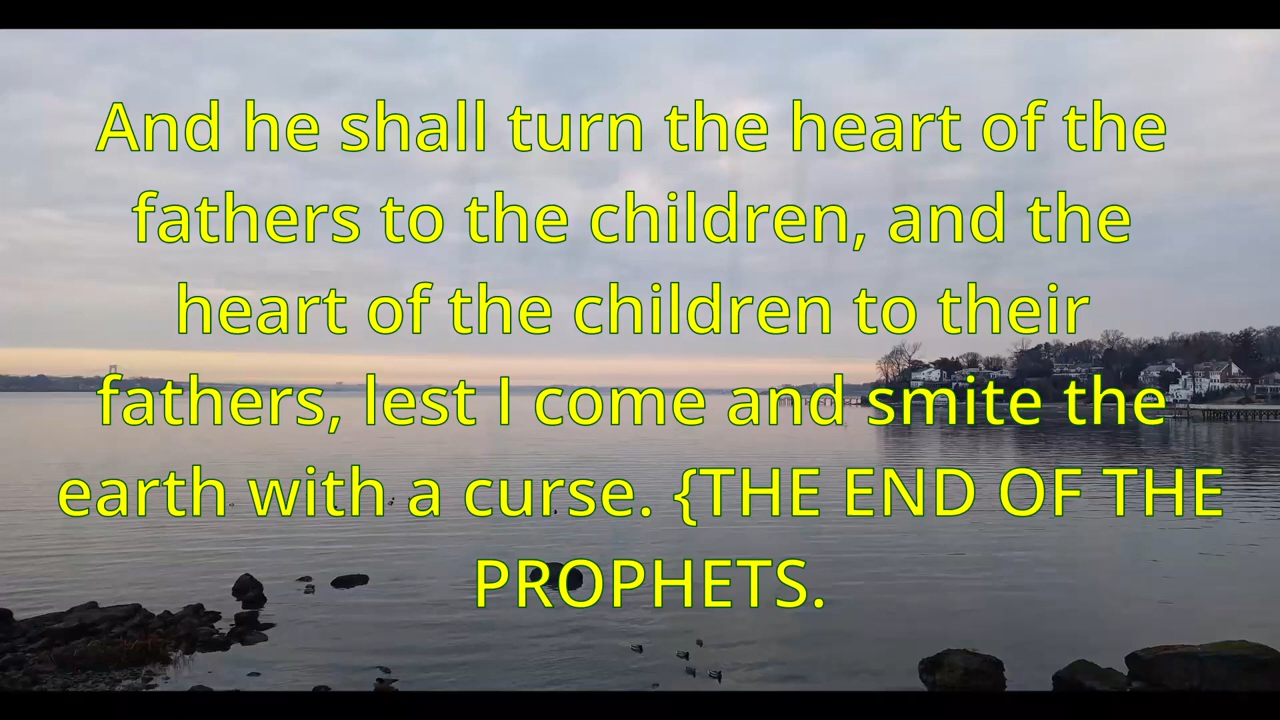 And he shall turn the heart of the
fathers to the children, and the
heart of the children to their
fathers, lest I come and smite the
earth with a curse. {THE END OF THE
PROPHETS.